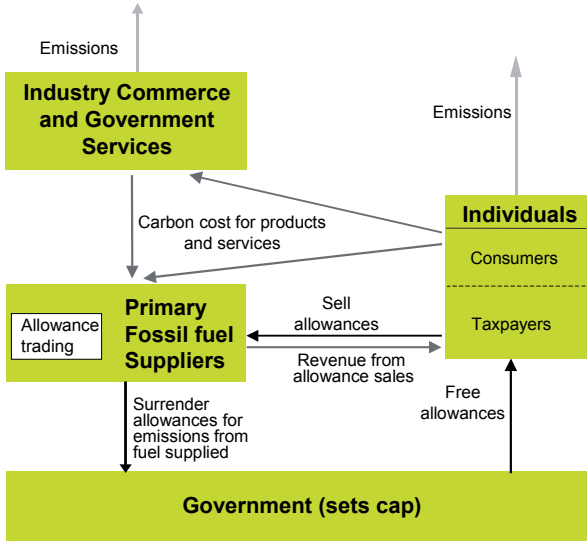 Emissions
Industry Commerce
and Government
Services
Emissions
Carbon cost for products
and services
Individuals
Consumers
Taxpayers
Allowance
trading
Primary
Fossil fuel
Suppliers
Sell
allowances
Revenue from
allowance sales
Free
allowances
Surrender
allowances for
emissions from
fuel supplied
Government (sets cap)